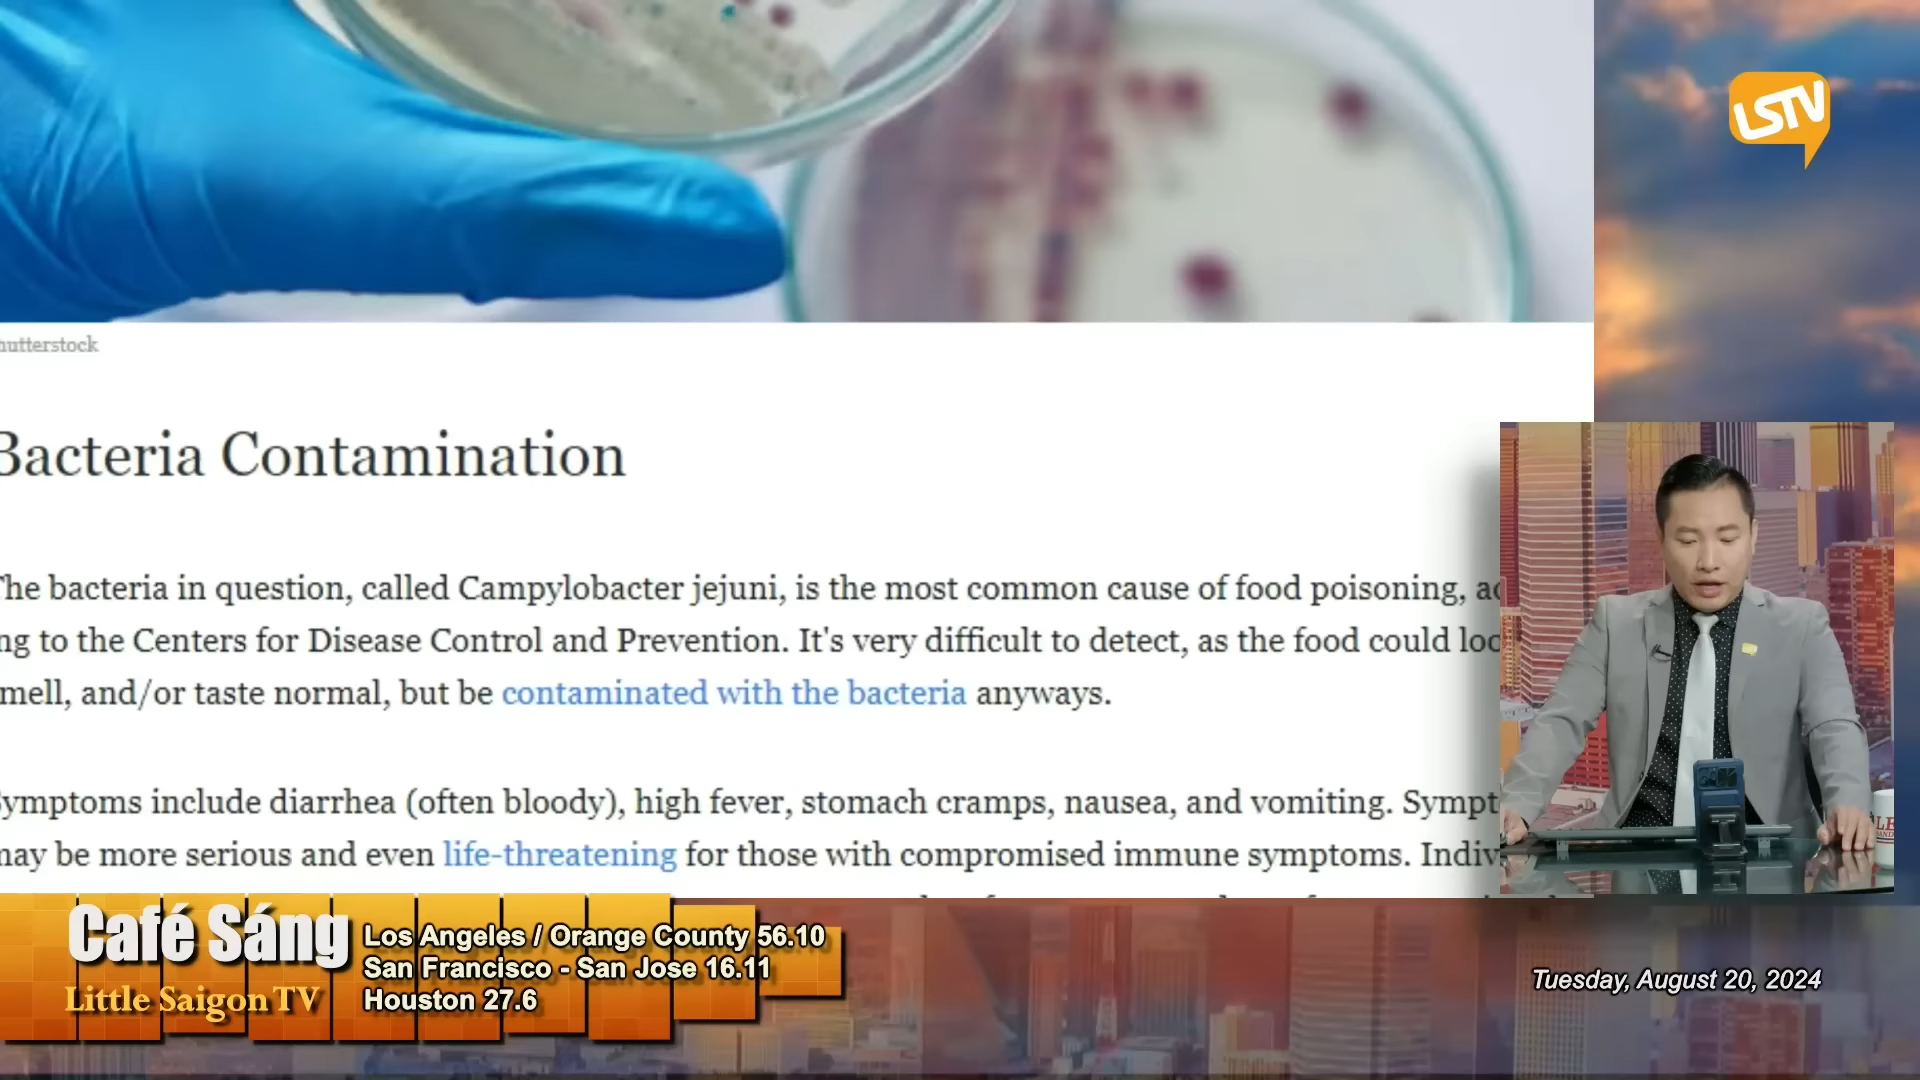 LSTV
hutterstock
Bacteria Contamination
The bacteria in question, called Campylobacter jejuni, is the most common cause of food poisoning, ac
ng to the Centers for Disease Control and Prevention. It's very difficult to detect, as the food could loo
mell, and/or taste normal, but be contaminated with the bacteria anyways.
ymptoms include diarrhea (often bloody), high fever, stomach cramps, nausea, and vomiting. Sympt
may be more serious and even life-threatening for those with compromised immune symptoms. Indiv
Café Sáng
Little Saigon TV
Los Angeles / Orange County 56.10
San Francisco - San Jose 16.11
Houston 27.6
Tuesday, August 20, 2024